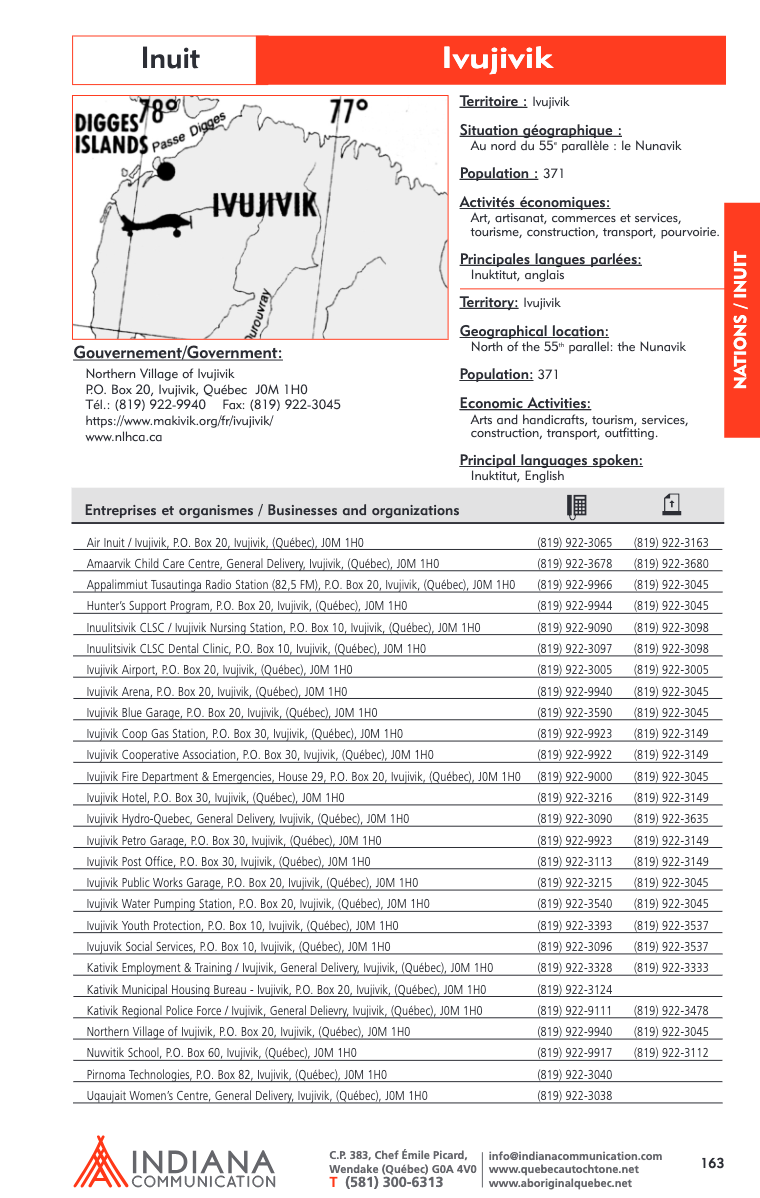 Inuit
Ivujivik
78°
77°
DIGGES
ISLANDS
Passe Digges
IVUJIVIK
Durouvray
Gouvernement/Government:
Northern Village of Ivujivik
P.O. Box 20, Ivujivik, Québec J0M 1H0
Tél.: (819) 922-9940 Fax: (819) 922-3045
https://www.makivik.org/fr/ivujivik/
www.nlhca.ca
Territoire : Ivujivik
Situation géographique :
Au nord du 55e parallèle : le Nunavik
Population : 371
Activités économiques:
Art, artisanat, commerces et services,
tourisme, construction, transport, pourvoirie.
Principales langues parlées:
Inuktitut, anglais
Territory: Ivujivik
Geographical location:
North of the 55th parallel: the Nunavik
Population: 371
Economic Activities:
Arts and handicrafts, tourism, services,
construction, transport, outfitting.
Principal languages spoken:
Inuktitut, English
NATIONS / INUIT
Entreprises et organismes / Businesses and organizations
Air Inuit / Ivujivik, P.O. Box 20, Ivujivik, (Québec), J0M 1H0 (819) 922-3065 (819) 922-3163
Amaarvik Child Care Centre, General Delivery, Ivujivik, (Québec), J0M 1H0 (819) 922-3678 (819) 922-3680
Appalimmiut Tusautinga Radio Station (82,5 FM), P.O. Box 20, Ivujivik, (Québec), J0M 1H0 (819) 922-9966 (819) 922-3045
Hunter's Support Program, P.O. Box 20, Ivujivik, (Québec), J0M 1H0 (819) 922-9944 (819) 922-3045
Inuulitsivik CLSC / Ivujivik Nursing Station, P.O. Box 10, Ivujivik, (Québec), J0M 1H0 (819) 922-9090 (819) 922-3098
Inuulitsivik CLSC Dental Clinic, P.O. Box 10, Ivujivik, (Québec), J0M 1H0 (819) 922-3097 (819) 922-3098
Ivujivik Airport, P.O. Box 20, Ivujivik, (Québec), J0M 1H0 (819) 922-3005 (819) 922-3005
Ivujivik Arena, P.O. Box 20, Ivujivik, (Québec), J0M 1H0 (819) 922-9940 (819) 922-3045
Ivujivik Blue Garage, P.O. Box 20, Ivujivik, (Québec), J0M 1H0 (819) 922-3590 (819) 922-3045
Ivujivik Coop Gas Station, P.O. Box 30, Ivujivik, (Québec), J0M 1H0 (819) 922-9923 (819) 922-3149
Ivujivik Cooperative Association, P.O. Box 30, Ivujivik, (Québec), J0M 1H0 (819) 922-9922 (819) 922-3149
Ivujivik Fire Department & Emergencies, House 29, P.O. Box 20, Ivujivik, (Québec), J0M 1H0 (819) 922-9000 (819) 922-3045
Ivujivik Hotel, P.O. Box 30, Ivujivik, (Québec), J0M 1H0 (819) 922-3216 (819) 922-3149
Ivujivik Hydro-Quebec, General Delivery, Ivujivik, (Québec), J0M 1H0 (819) 922-3090 (819) 922-3635
Ivujivik Petro Garage, P.O. Box 30, Ivujivik, (Québec), J0M 1H0 (819) 922-9923 (819) 922-3149
Ivujivik Post Office, P.O. Box 30, Ivujivik, (Québec), J0M 1H0 (819) 922-3113 (819) 922-3149
Ivujivik Public Works Garage, P.O. Box 20, Ivujivik, (Québec), J0M 1H0 (819) 922-3215 (819) 922-3045
Ivujivik Water Pumping Station, P.O. Box 20, Ivujivik, (Québec), J0M 1H0 (819) 922-3540 (819) 922-3045
Ivujivik Youth Protection, P.O. Box 10, Ivujivik, (Québec), J0M 1H0 (819) 922-3393 (819) 922-3537
Ivujuvik Social Services, P.O. Box 10, Ivujivik, (Québec), J0M 1H0 (819) 922-3096 (819) 922-3537
Kativik Employment & Training / Ivujivik, General Delivery, Ivujivik, (Québec), J0M 1H0 (819) 922-3328 (819) 922-3333
Kativik Municipal Housing Bureau - Ivujivik, P.O. Box 20, Ivujivik, (Québec), J0M 1H0 (819) 922-3124
Kativik Regional Police Force / Ivujivik, General Delievry, Ivujivik, (Québec), J0M 1H0 (819) 922-9111 (819) 922-3478
Northern Village of Ivujivik, P.O. Box 20, Ivujivik, (Québec), J0M 1H0 (819) 922-9940 (819) 922-3045
Nuvvitik School, P.O. Box 60, Ivujivik, (Québec), J0M 1H0 (819) 922-9917 (819) 922-3112
Pirnoma Technologies, P.O. Box 82, Ivujivik, (Québec), J0M 1H0 (819) 922-3040
Ugaujait Women's Centre, General Delivery, Ivujivik, (Québec), J0M 1H0 (819) 922-3038
INDIANA
COMMUNICATION
C.P. 383, Chef Émile Picard,
Wendake (Québec) G0A 4V0
T (581) 300-6313
info@indianacommunication.com
www.quebecautochtone.net
www.aboriginalquebec.net
163